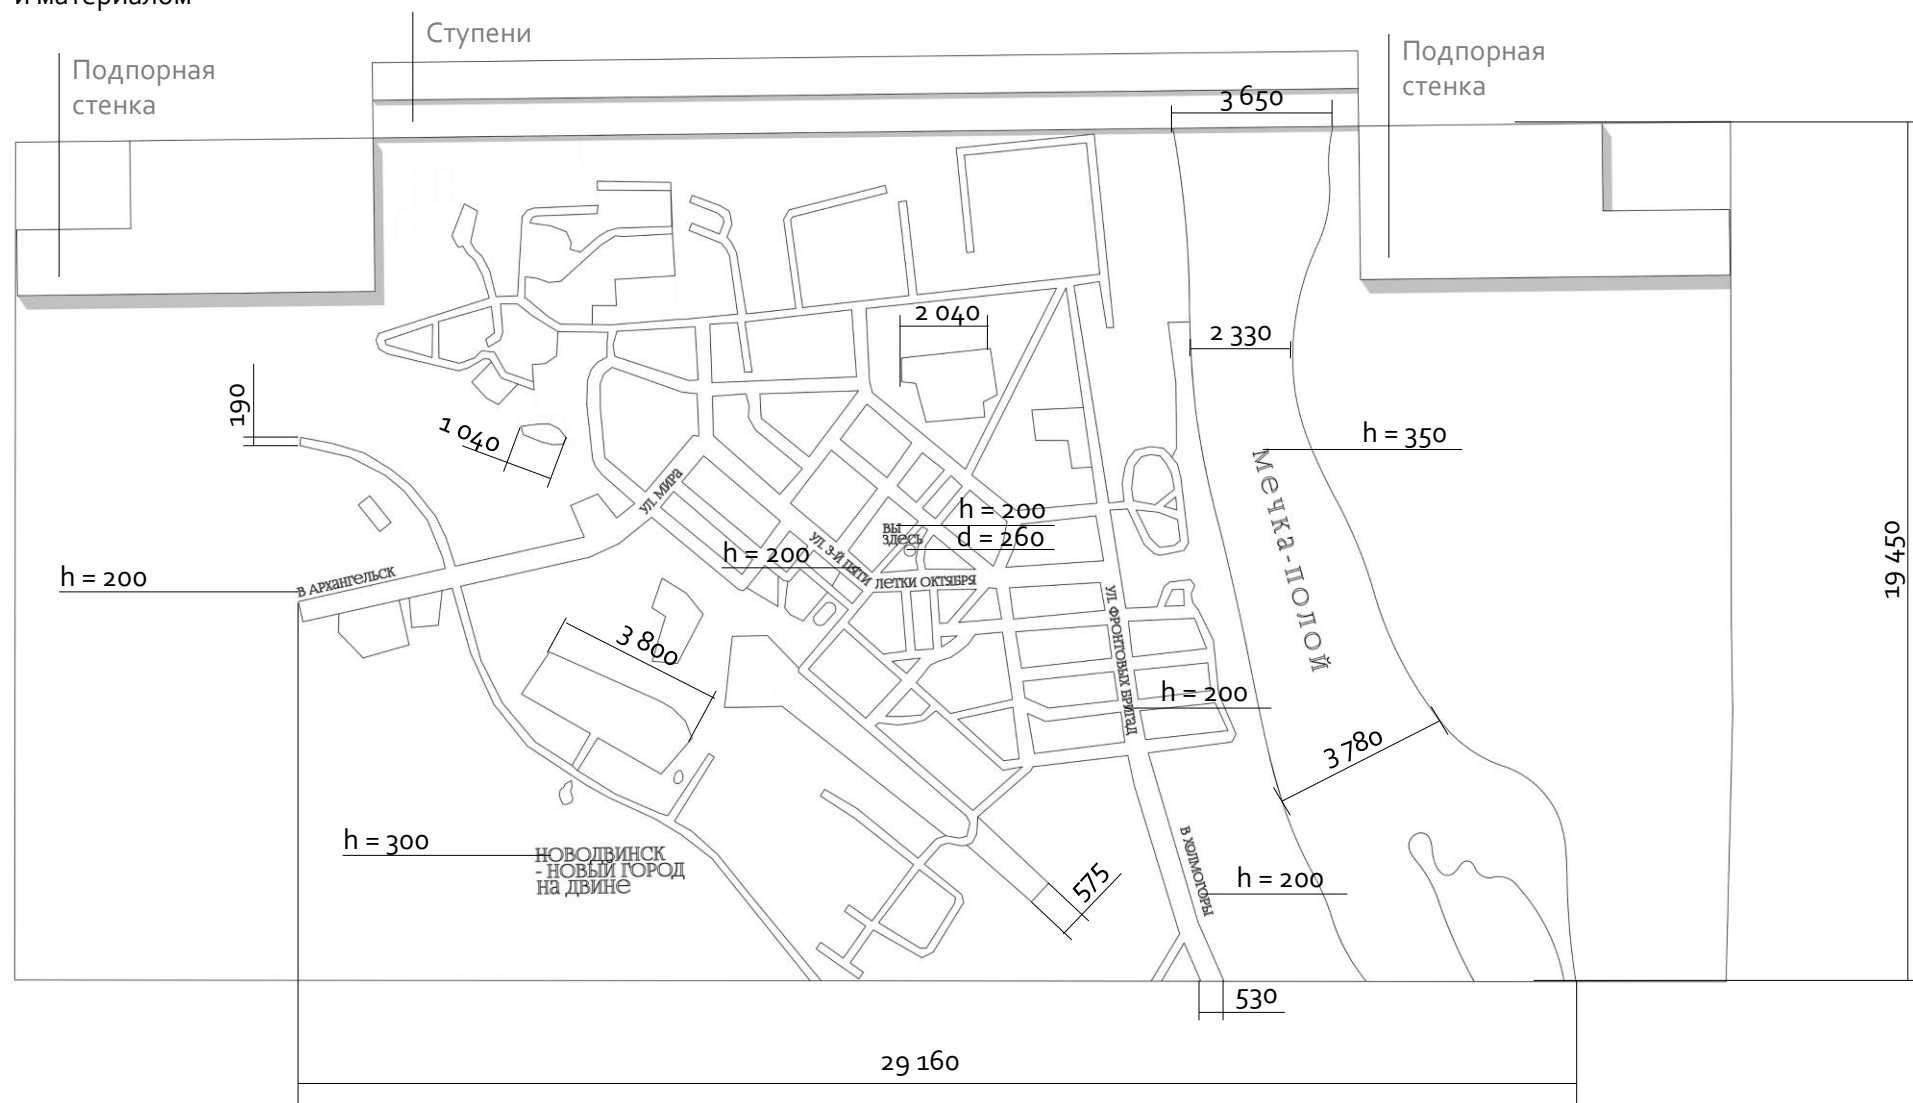 и материалом
Ступени
Подпорная
стенка
Подпорная
стенка
3 650
2 040
2 330
190
1 040
h = 350
УЛ. МИРА
Мечка-полой
ВЫ
ЗДЕСЬ
h = 200
d = 260
h = 200
УЛ. 3-Й ПЯТИ
ЛЕТКИ ОКТЯБРЯ
19 450
h = 200
В АРХАНГЕЛЬСК
УЛ. ФРОНТОВЫХ БРИГАД
3 800
h = 200
3 780
h = 300
НОВОДВИНСК
- НОВЫЙ ГОРОД
на ДВИНЕ
575
В ХОЛМОГОРЫ
h = 200
530
29 160